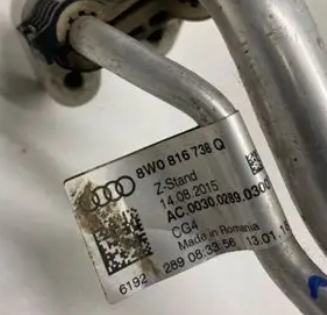 8W0 816 738 Q
Z-Stand
14.08.2015
AC.0030.0289.0300
CG4
Made in Romania
289 08:33:56 13.01.1
6192